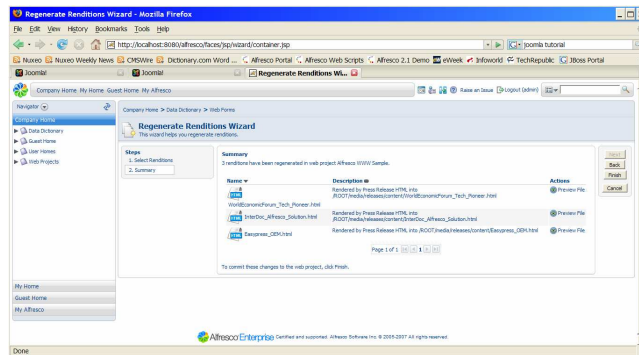 Regenerate Renditions Wizard - Mozilla Firefox
File Edit View History Bookmarks Tools Help
http://localhost:8080/alfresco/faces/jsp/wizard/container.jsp
joomla tutorial
Nuxeo Nuxeo Weekly News CMSWire Dictionary.com Word ... Alfresco Portal Alfresco Web Scripts Alfresco 2.1 Demo eWeek Infoworld TechRepublic JBoss Portal
Joomla! Joomla! Regenerate Renditions Wi...
Company Home My Home Guest Home My Alfresco
Raise an Issue Logout (admin)
Navigator
Company Home > Data Dictionary > Web Forms
Company Home
Data Dictionary
Guest Home
User Homes
Web Projects
Regenerate Renditions Wizard
This wizard helps you regenerate renditions.
Steps
1. Select Renditions
2. Summary
Summary
3 renditions have been regenerated in web project Alfresco WWW Sample.
Name Description Actions
WorldEconomicForum_Tech_Pioneer.html
Rendered by Press Release HTML into /ROOT/media/releases/content/WorldEconomicForum_Tech_Pioneer.html
Preview File
InterDoc_Alfresco_Solution.html
Rendered by Press Release HTML into /ROOT/media/releases/content/InterDoc_Alfresco_Solution.html
Preview File
Easypress_OEM.html
Rendered by Press Release HTML into /ROOT/media/releases/content/Easypress_OEM.html
Preview File
Page 1 of 1
1
To commit these changes to the web project, click Finish.
Next
Back
Finish
Cancel
My Home
Guest Home
My Alfresco
Alfresco Enterprise Certified and supported. Alfresco Software Inc. © 2005-2007 All rights reserved.
Done